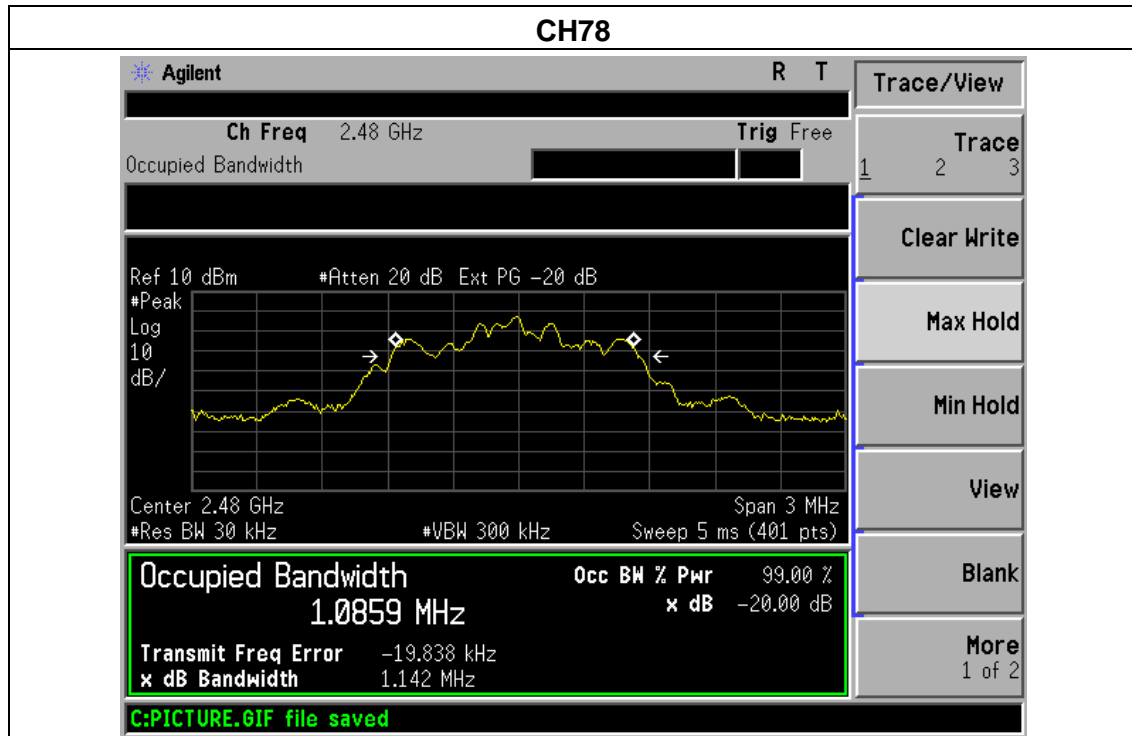 CH78
Agilent R T
Ch Freq 2.48 GHz Trig Free
Occupied Bandwidth
Ref 10 dBm #Atten 20 dB Ext PG -20 dB
#Peak
Log
10
dB/
Center 2.48 GHz Span 3 MHz
#Res BW 30 kHz #VBW 300 kHz Sweep 5 ms (401 pts)
Occupied Bandwidth Occ BW % Pwr 99.00 %
1.0859 MHz x dB -20.00 dB
Transmit Freq Error -19.838 kHz
x dB Bandwidth 1.142 MHz
C:PICTURE.GIF file saved
Trace/View
Trace
1 2 3
Clear Write
Max Hold
Min Hold
View
Blank
More
1 of 2